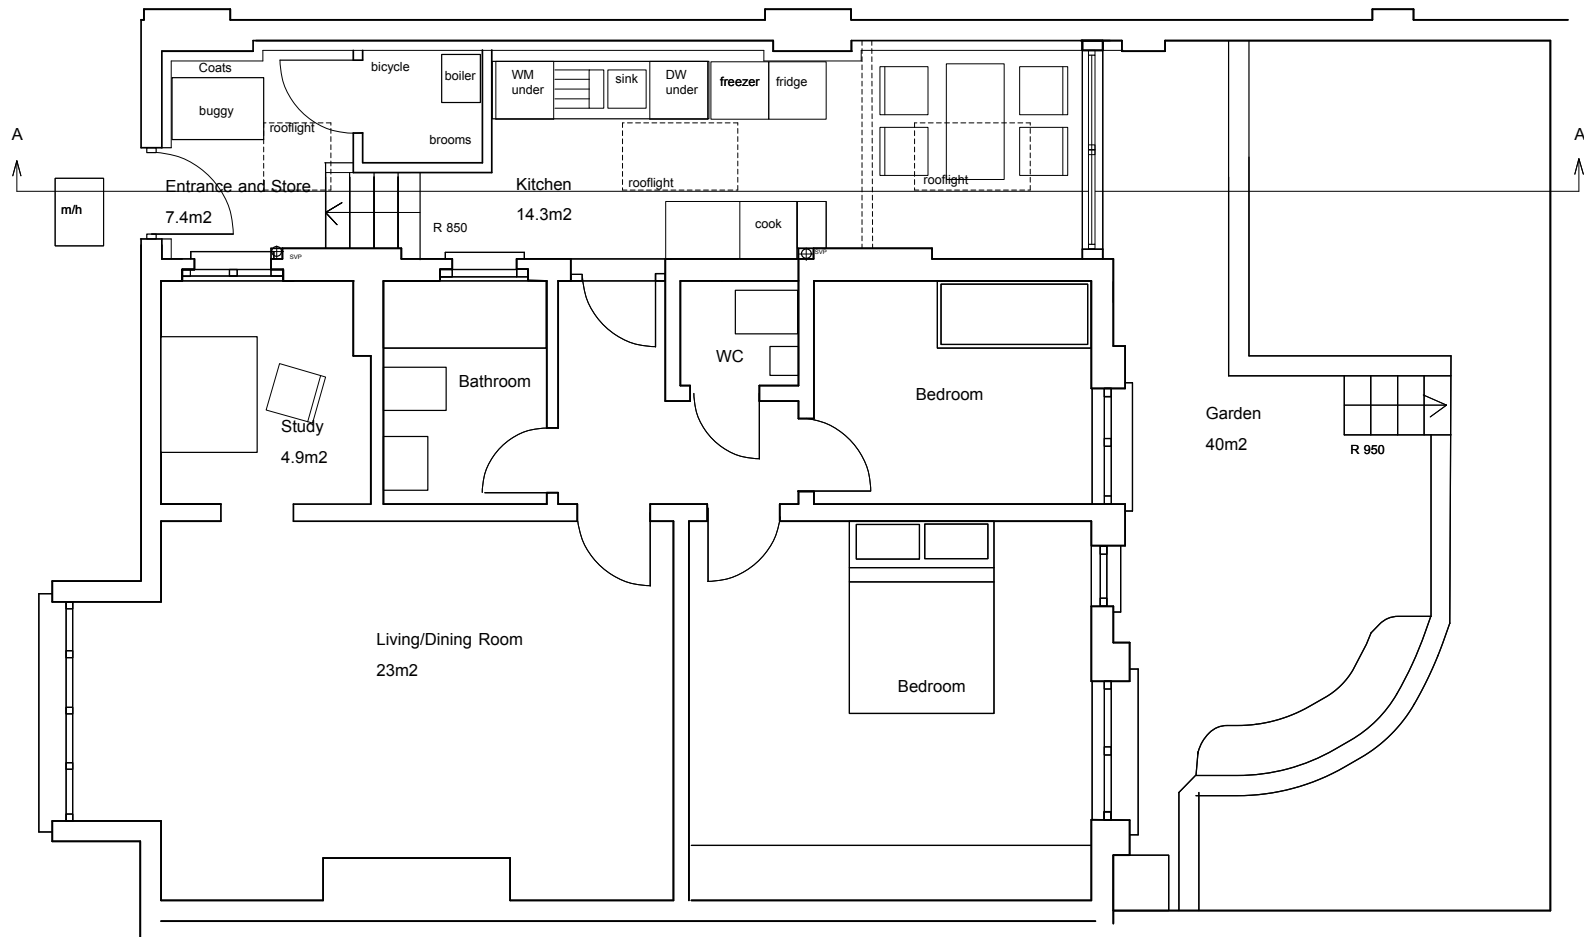 Coats
bicycle
boiler
WM
under
sink
DW
under
freezer
fridge
buggy
rooflight
brooms
A
A
Entrance and Store
7.4m2
Kitchen
14.3m2
rooflight
rooflight
m/h
R 850
cook
SVP
SVP
WC
Bathroom
Bedroom
Study
4.9m2
Garden
40m2
R 950
Living/Dining Room
23m2
Bedroom